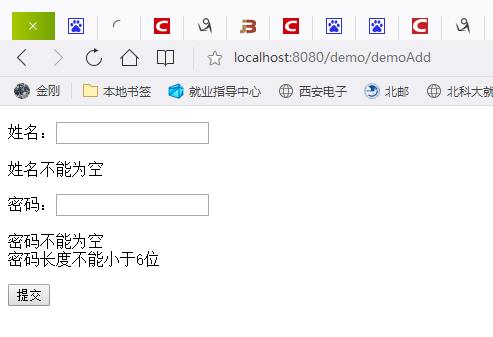 localhost:8080/demo/demoAdd
金刚 本地书签 就业指导中心 西安电子 北邮 北科大就
姓名：
姓名不能为空
密码：
密码不能为空
密码长度不能小于6位
提交